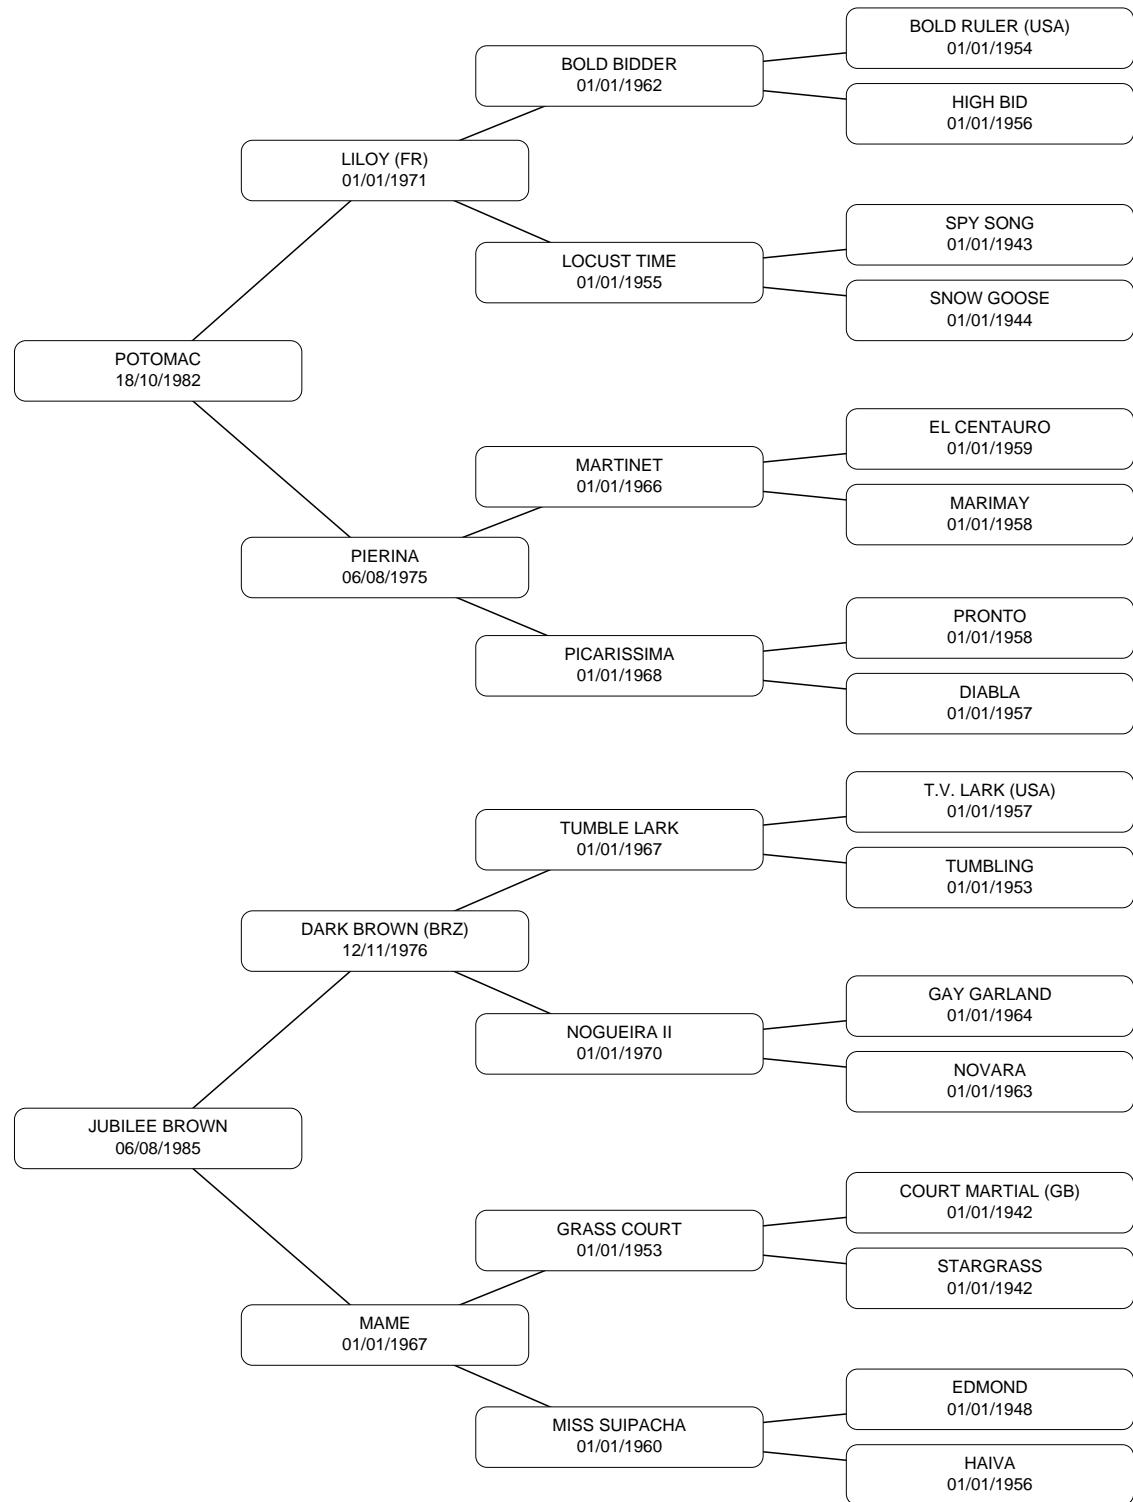 BOLD RULER (USA)
01/01/1954
BOLD BIDDER
01/01/1962
HIGH BID
01/01/1956
LILOY (FR)
01/01/1971
SPY SONG
01/01/1943
LOCUST TIME
01/01/1955
SNOW GOOSE
01/01/1944
POTOMAC
18/10/1982
EL CENTAURO
01/01/1959
MARTINET
01/01/1966
MARIMAY
01/01/1958
PIERINA
06/08/1975
PRONTO
01/01/1958
PICARISSIMA
01/01/1968
DIABLA
01/01/1957
T.V. LARK (USA)
01/01/1957
TUMBLE LARK
01/01/1967
TUMBLING
01/01/1953
DARK BROWN (BRZ)
12/11/1976
GAY GARLAND
01/01/1964
NOGUEIRA II
01/01/1970
NOVARA
01/01/1963
JUBILEE BROWN
06/08/1985
COURT MARTIAL (GB)
01/01/1942
GRASS COURT
01/01/1953
STARGRASS
01/01/1942
MAME
01/01/1967
EDMOND
01/01/1948
MISS SUIPACHA
01/01/1960
HAIVA
01/01/1956